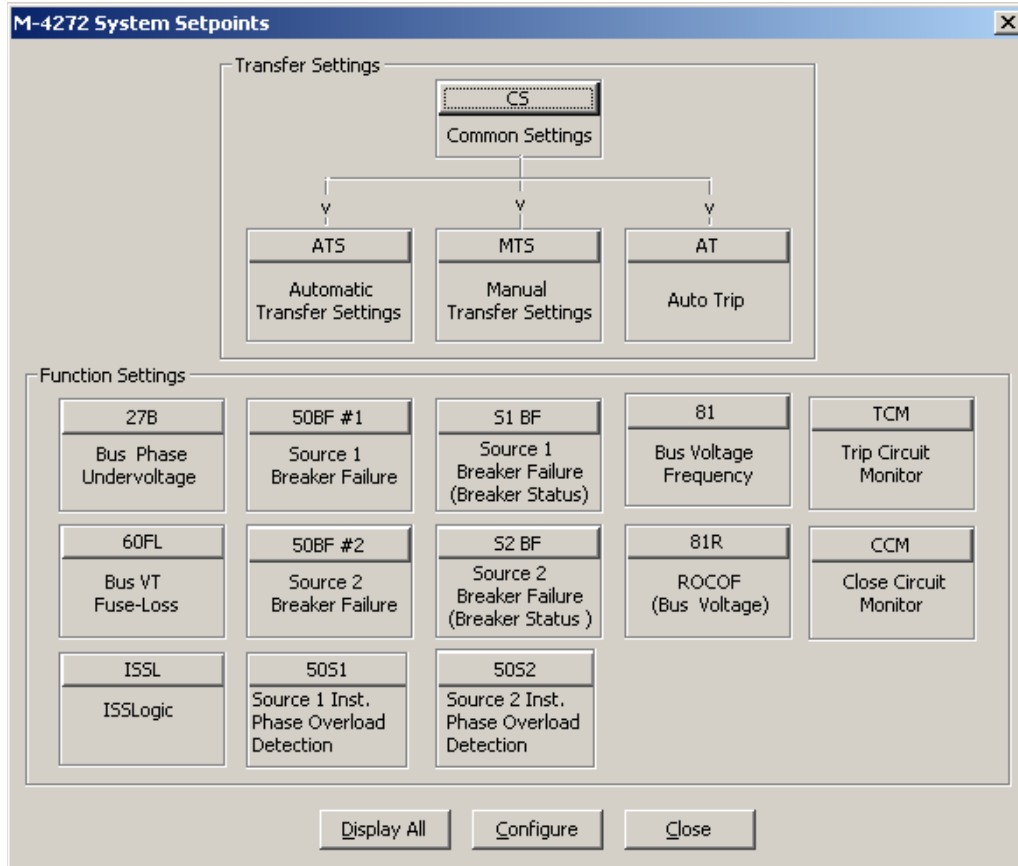 M-4272 System Setpoints
Transfer Settings
CS
Common Settings
v v v
ATS
Automatic
Transfer Settings
MTS
Manual
Transfer Settings
AT
Auto Trip
Function Settings
27B
Bus Phase
Undervoltage
50BF #1
Source 1
Breaker Failure
S1 BF
Source 1
Breaker Failure
(Breaker Status)
81
Bus Voltage
Frequency
TCM
Trip Circuit
Monitor
60FL
Bus VT
Fuse-Loss
50BF #2
Source 2
Breaker Failure
S2 BF
Source 2
Breaker Failure
(Breaker Status )
81R
ROCOF
(Bus Voltage)
CCM
Close Circuit
Monitor
ISSL
ISSLogic
50S1
Source 1 Inst.
Phase Overload
Detection
50S2
Source 2 Inst.
Phase Overload
Detection
Display All
Configure
Close